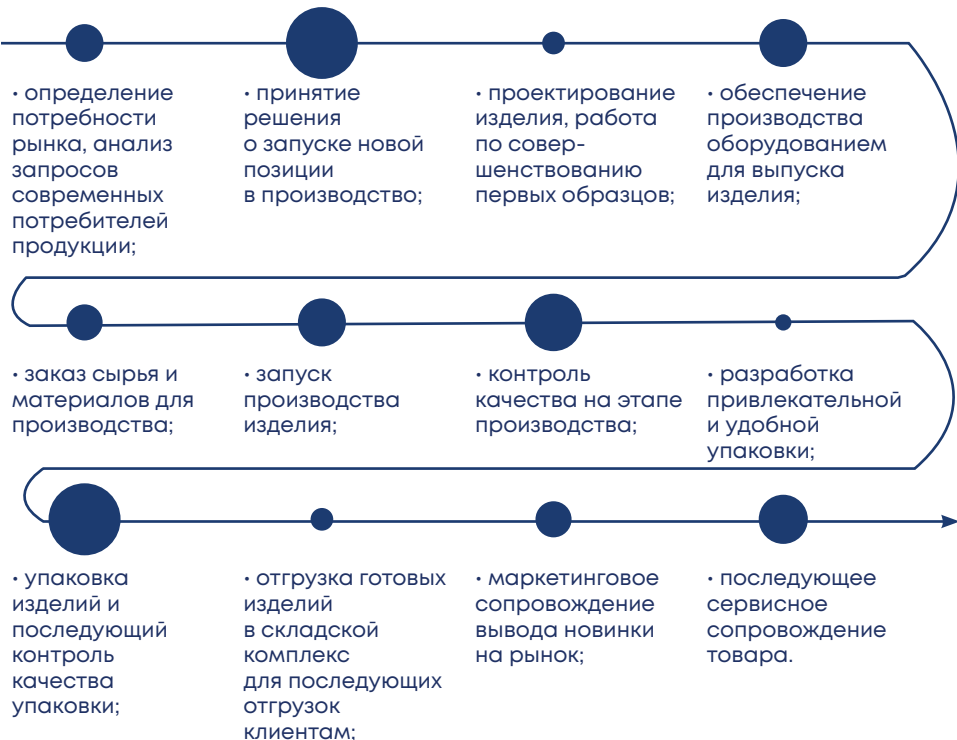 · определение
потребности
рынка, анализ
запросов
современных
потребителей
продукции;
· принятие
решения
о запуске новой
позиции
в производство;
· проектирование
изделия, работа
по совер-
шенствованию
первых образцов;
· обеспечение
производства
оборудованием
для выпуска
изделия;
· заказ сырья и
материалов для
производства;
· запуск
производства
изделия;
· контроль
качества на этапе
производства;
· разработка
привлекательной
и удобной
упаковки;
· упаковка
изделий и
последующий
контроль
качества
упаковки;
· отгрузка готовых
изделий
в складской
комплекс
для последующих
отгрузок
клиентам;
· маркетинговое
сопровождение
вывода новинки
на рынок;
· последующее
сервисное
сопровождение
товара.